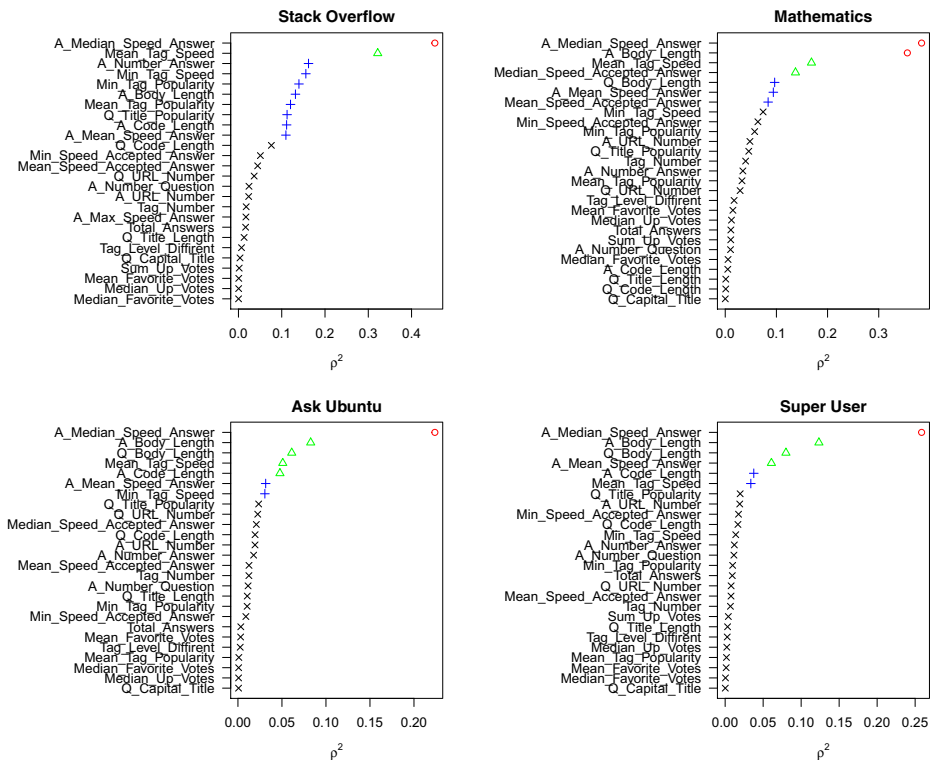 Stack Overflow
A_Median_Speed_Answer
Mean_Tag_Speed
A_Number_Answer
Min_Tag_Speed
Min_Tag_Popularity
A_Body_Length
Mean_Tag_Popularity
Q_Title_Popularity
A_Code_Length
A_Mean_Speed_Answer
Q_Code_Length
Min_Speed_Accepted_Answer
Mean_Speed_Accepted_Answer
Q_URL_Number
A_Number_Question
A_URL_Number
Tag_Number
A_Max_Speed_Answer
Total_Answers
Q_Title_Length
Tag_Level_Diffirent
Q_Capital_Title
Sum_Up_Votes
Mean_Favorite_Votes
Median_Up_Votes
Median_Favorite_Votes
0.0 0.1 0.2 0.3 0.4
ρ²
Mathematics
A_Median_Speed_Answer
A_Body_Length
Mean_Tag_Speed
Median_Speed_Accepted_Answer
Q_Body_Length
A_Mean_Speed_Answer
Mean_Speed_Accepted_Answer
Min_Tag_Speed
Min_Speed_Accepted_Answer
Min_Tag_Popularity
A_URL_Number
Q_Title_Popularity
Tag_Number
A_Number_Answer
Mean_Tag_Popularity
Q_URL_Number
Tag_Level_Diffirent
Mean_Favorite_Votes
Median_Up_Votes
Total_Answers
Sum_Up_Votes
A_Number_Question
Median_Favorite_Votes
A_Code_Length
Q_Title_Length
Q_Code_Length
Q_Capital_Title
0.0 0.1 0.2 0.3
ρ²
Ask Ubuntu
A_Median_Speed_Answer
A_Body_Length
Q_Body_Length
Mean_Tag_Speed
A_Code_Length
A_Mean_Speed_Answer
Min_Tag_Speed
Q_Title_Popularity
Q_URL_Number
Median_Speed_Accepted_Answer
Q_Code_Length
A_URL_Number
A_Number_Answer
Mean_Speed_Accepted_Answer
Tag_Number
A_Number_Question
Q_Title_Length
Min_Tag_Popularity
Min_Speed_Accepted_Answer
Total_Answers
Mean_Favorite_Votes
Tag_Level_Diffirent
Mean_Tag_Popularity
Median_Favorite_Votes
Median_Up_Votes
Q_Capital_Title
0.00 0.05 0.10 0.15 0.20
ρ²
Super User
A_Median_Speed_Answer
A_Body_Length
Q_Body_Length
A_Mean_Speed_Answer
A_Code_Length
Mean_Tag_Speed
Q_Title_Popularity
A_URL_Number
Min_Speed_Accepted_Answer
Q_Code_Length
Min_Tag_Speed
A_Number_Answer
A_Number_Question
Min_Tag_Popularity
Total_Answers
Q_URL_Number
Mean_Speed_Accepted_Answer
Tag_Number
Sum_Up_Votes
Q_Title_Length
Tag_Level_Diffirent
Median_Up_Votes
Mean_Tag_Popularity
Mean_Favorite_Votes
Median_Favorite_Votes
Q_Capital_Title
0.00 0.05 0.10 0.15 0.20 0.25
ρ²